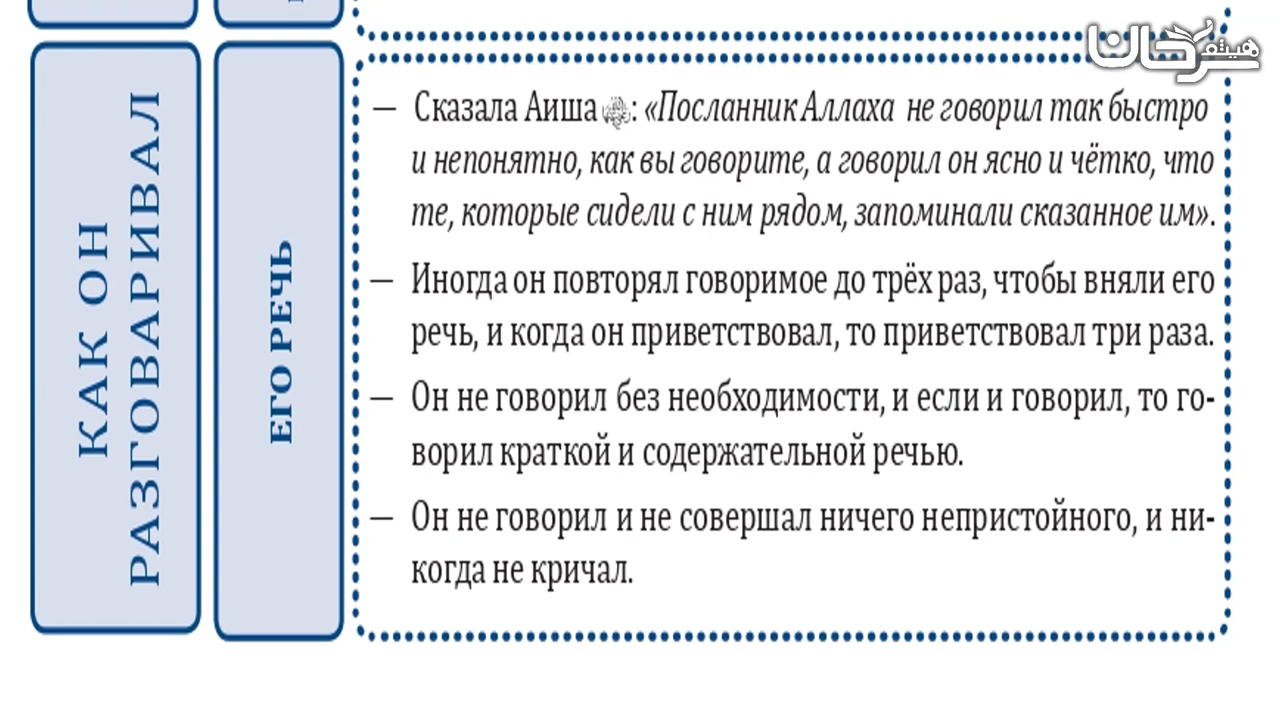 هيثم سرحان
КАК ОН
РАЗГОВАРИВАЛ
ЕГО РЕЧЬ
— Сказала Аиша : «Посланник Аллаха не говорил так быстро
и непонятно, как вы говорите, а говорил он ясно и чётко, что
те, которые сидели с ним рядом, запоминали сказанное им».
— Иногда он повторял говоримое до трёх раз, чтобы вняли его
речь, и когда он приветствовал, то приветствовал три раза.
— Он не говорил без необходимости, и если и говорил, то го-
ворил краткой и содержательной речью.
— Он не говорил и не совершал ничего непристойного, и ни-
когда не кричал.